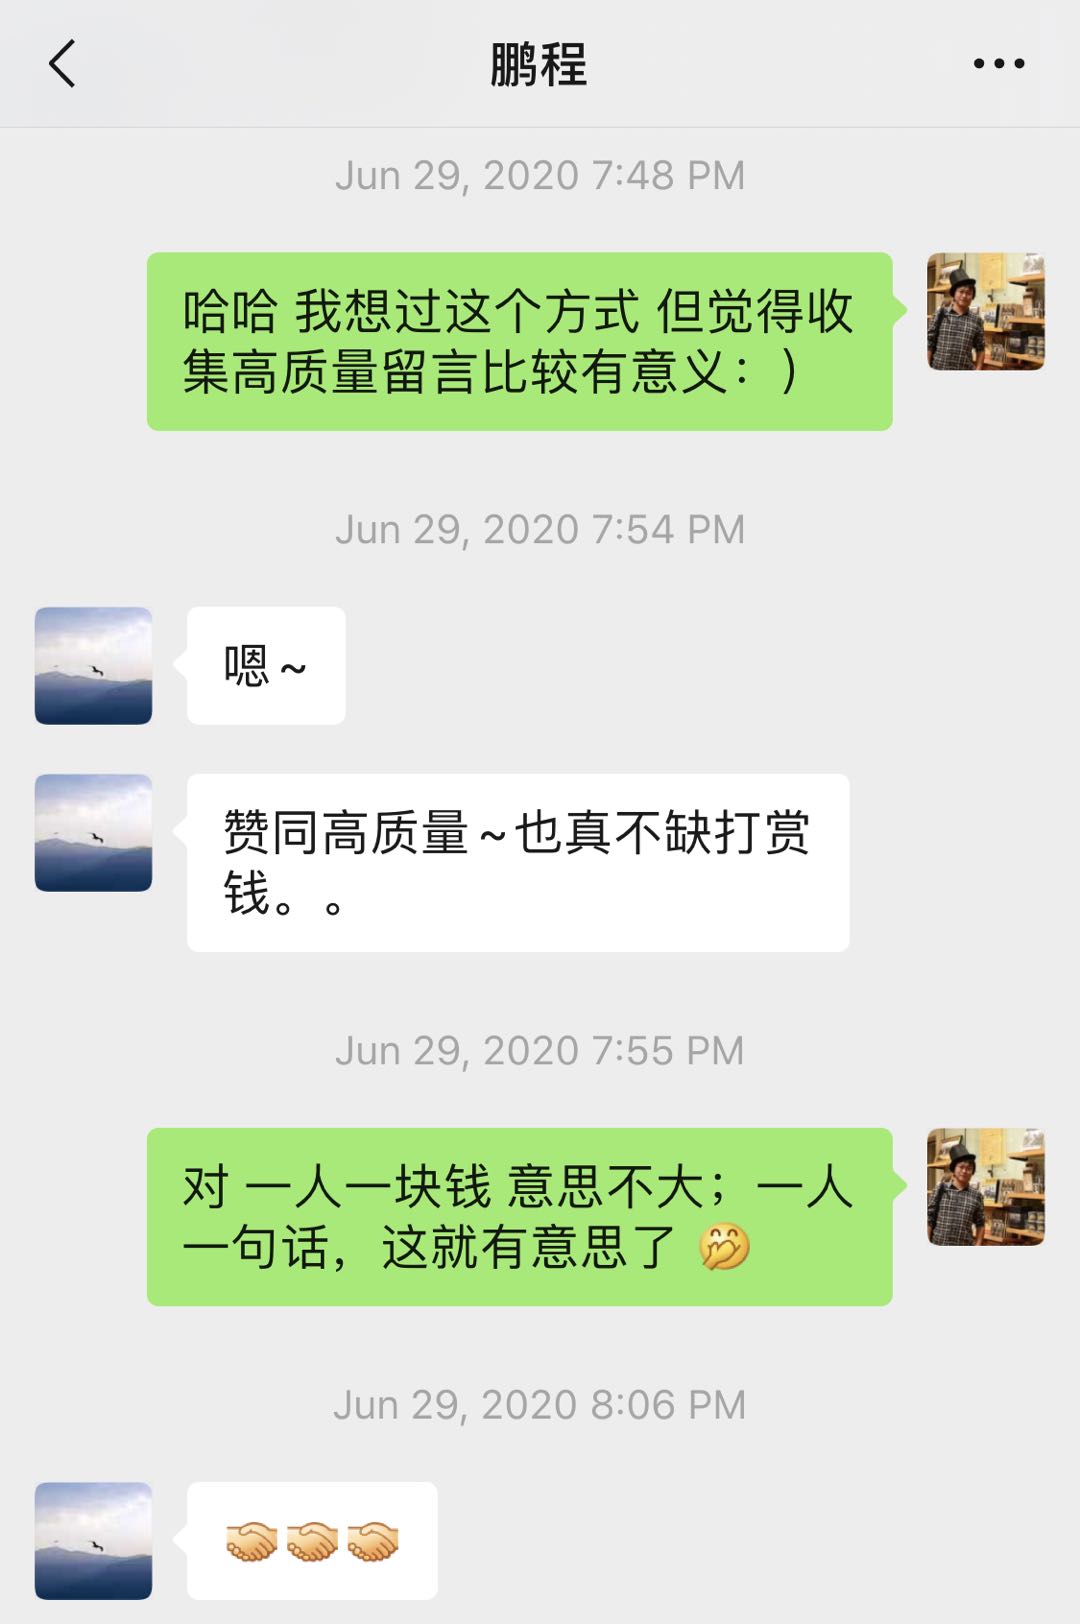 鹏程
Jun 29, 2020 7:48 PM
哈哈 我想过这个方式 但觉得收
集高质量留言比较有意义：）
Jun 29, 2020 7:54 PM
嗯~
赞同高质量~也真不缺打赏
钱。。
Jun 29, 2020 7:55 PM
对 一人一块钱 意思不大；一人
一句话，这就有意思了 🤭
Jun 29, 2020 8:06 PM
🤝🤝🤝